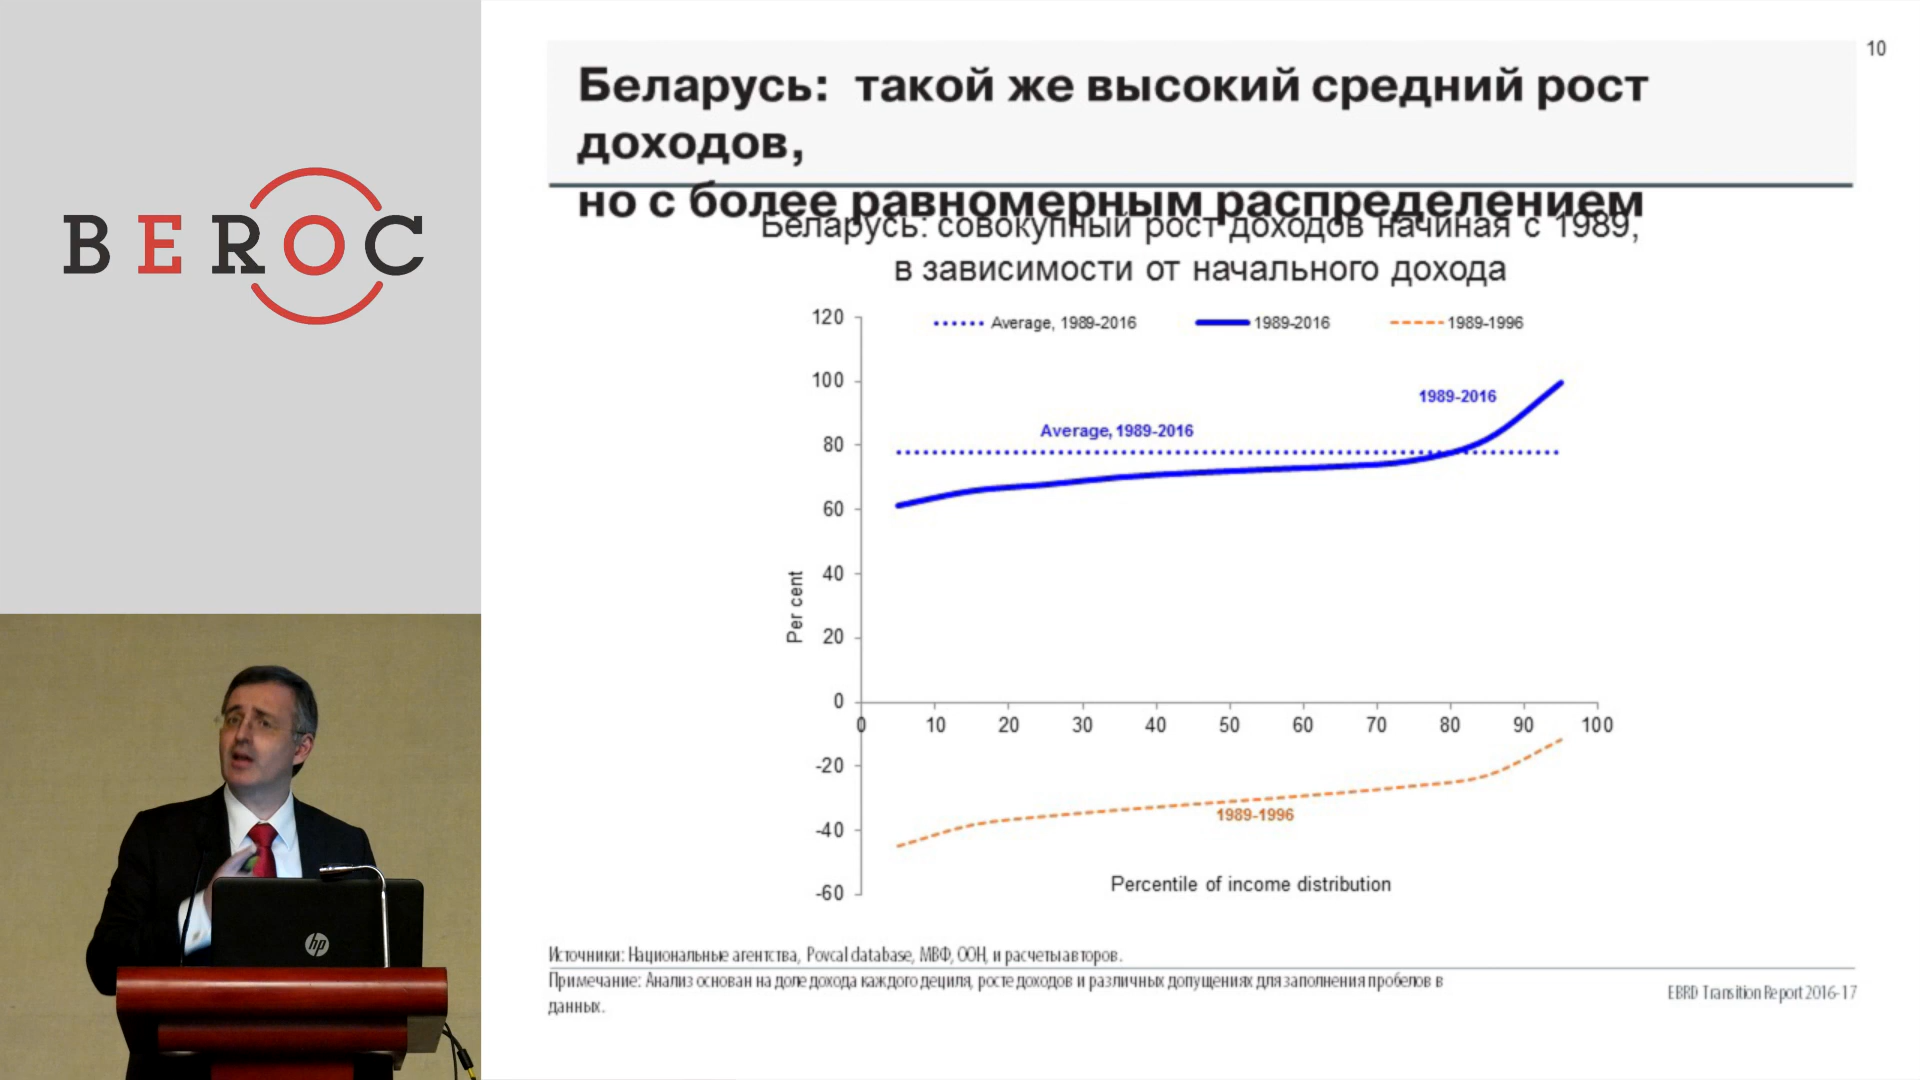 BEROC
10
Беларусь: такой же высокий средний рост
доходов,
но с более равномерным распределением
Беларусь: совокупный рост доходов начиная с 1989,
в зависимости от начального дохода
Average, 1989-2016
1989-2016
1989-1996
120
100
80
60
40
20
0
-20
-40
-60
Per cent
1989-2016
Average, 1989-2016
0 10 20 30 40 50 60 70 80 90 100
1989-1996
Percentile of income distribution
hp
Источники: Национальные агентства, Povcal database, МВФ, ООН, и расчеты авторов.
Примечание: Анализ основан на доле дохода каждого дециля, росте доходов и различных допущениях для заполнения пробелов в
данных.
EBRD Transition Report 2016-17